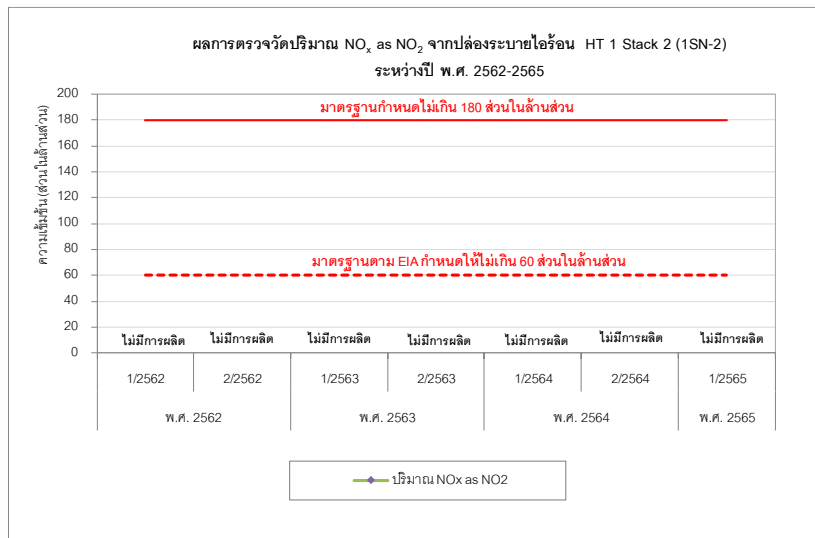 ผลการตรวจวัดปริมาณ NOx as NO2 จากปล่องระบายไอร้อน HT 1 Stack 2 (1SN-2)
ระหว่างปี พ.ศ. 2562-2565
ความเข้มข้น (ส่วนในล้านส่วน)
200
180
160
140
120
100
80
60
40
20
0
มาตรฐานกำหนดไม่เกิน 180 ส่วนในล้านส่วน
มาตรฐานตาม EIA กำหนดให้ไม่เกิน 60 ส่วนในล้านส่วน
ไม่มีการผลิต ไม่มีการผลิต ไม่มีการผลิต ไม่มีการผลิต ไม่มีการผลิต ไม่มีการผลิต ไม่มีการผลิต
1/2562 2/2562 1/2563 2/2563 1/2564 2/2564 1/2565
พ.ศ. 2562 พ.ศ. 2563 พ.ศ. 2564 พ.ศ. 2565
ปริมาณ NOx as NO2